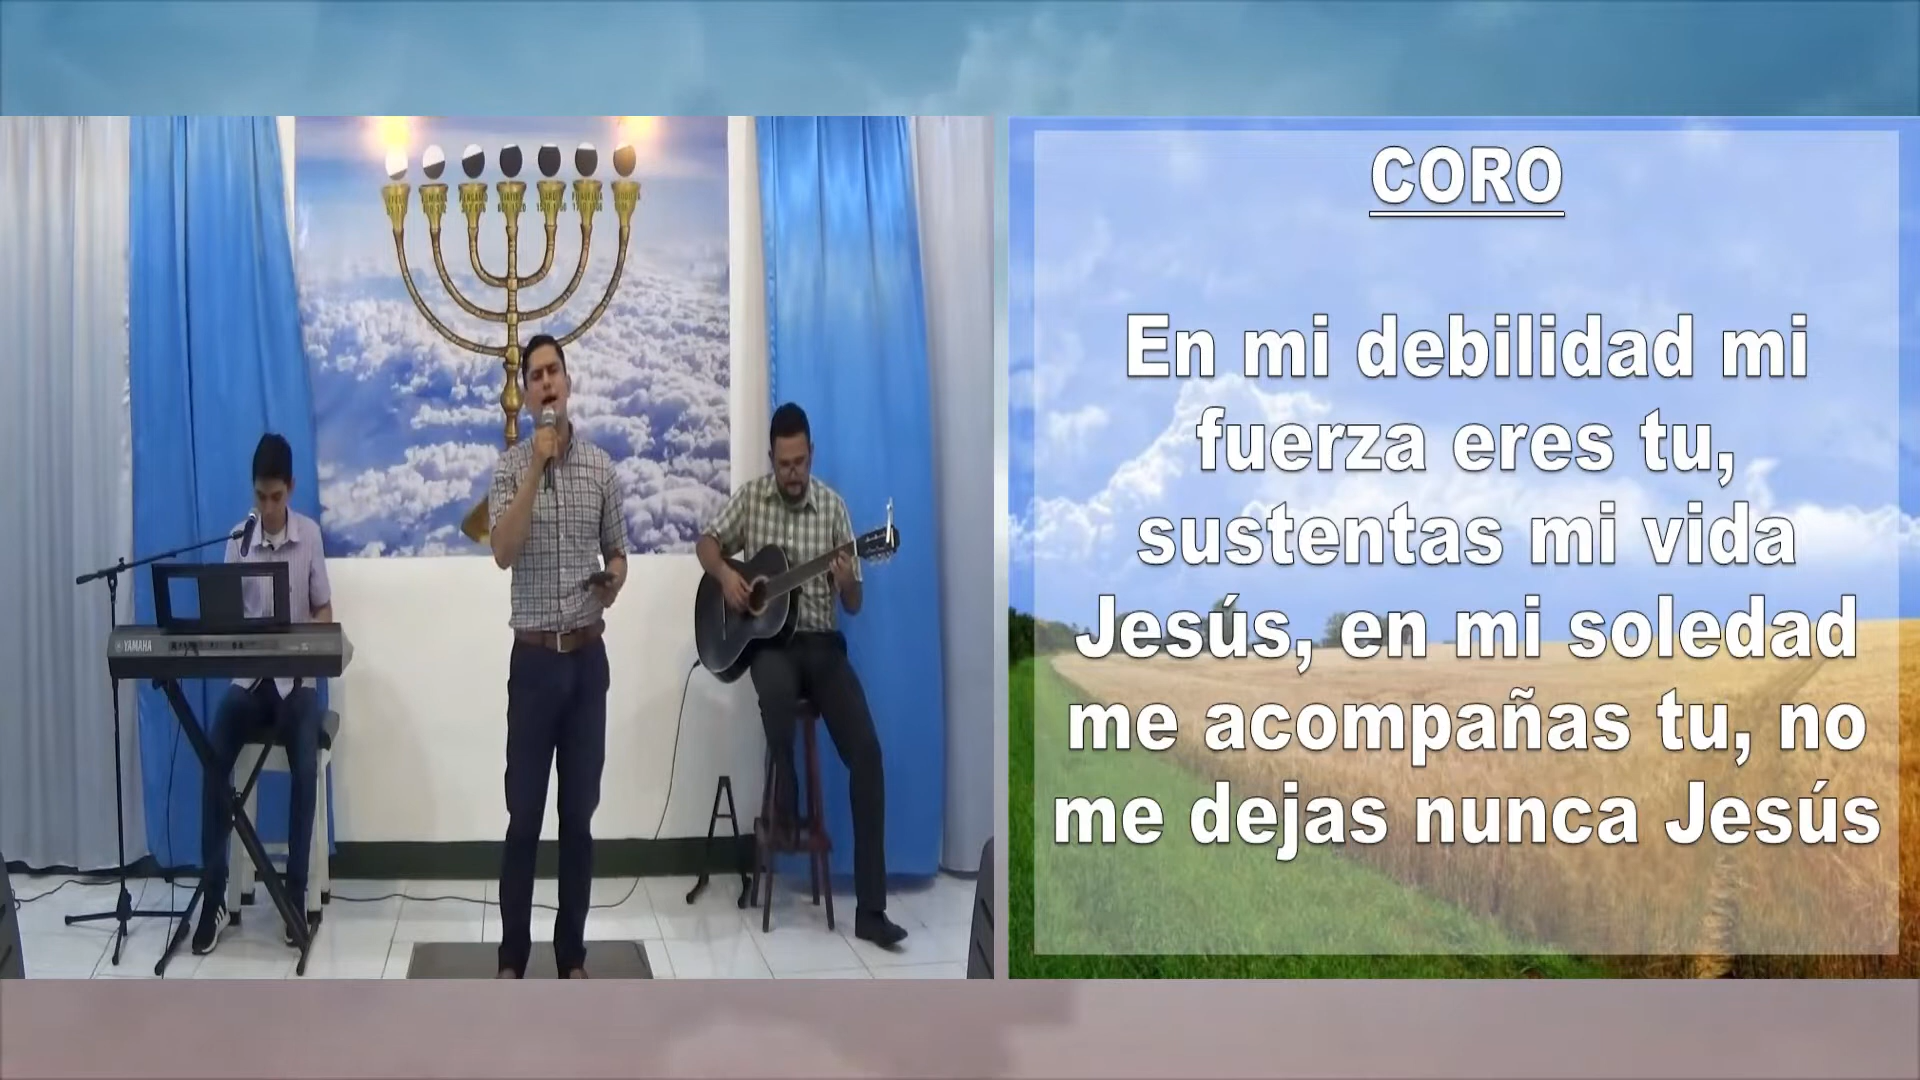 CORO
En mi debilidad mi
fuerza eres tu,
sustentas mi vida
Jesús, en mi soledad
me acompañas tu, no
me dejas nunca Jesús
YAMAHA